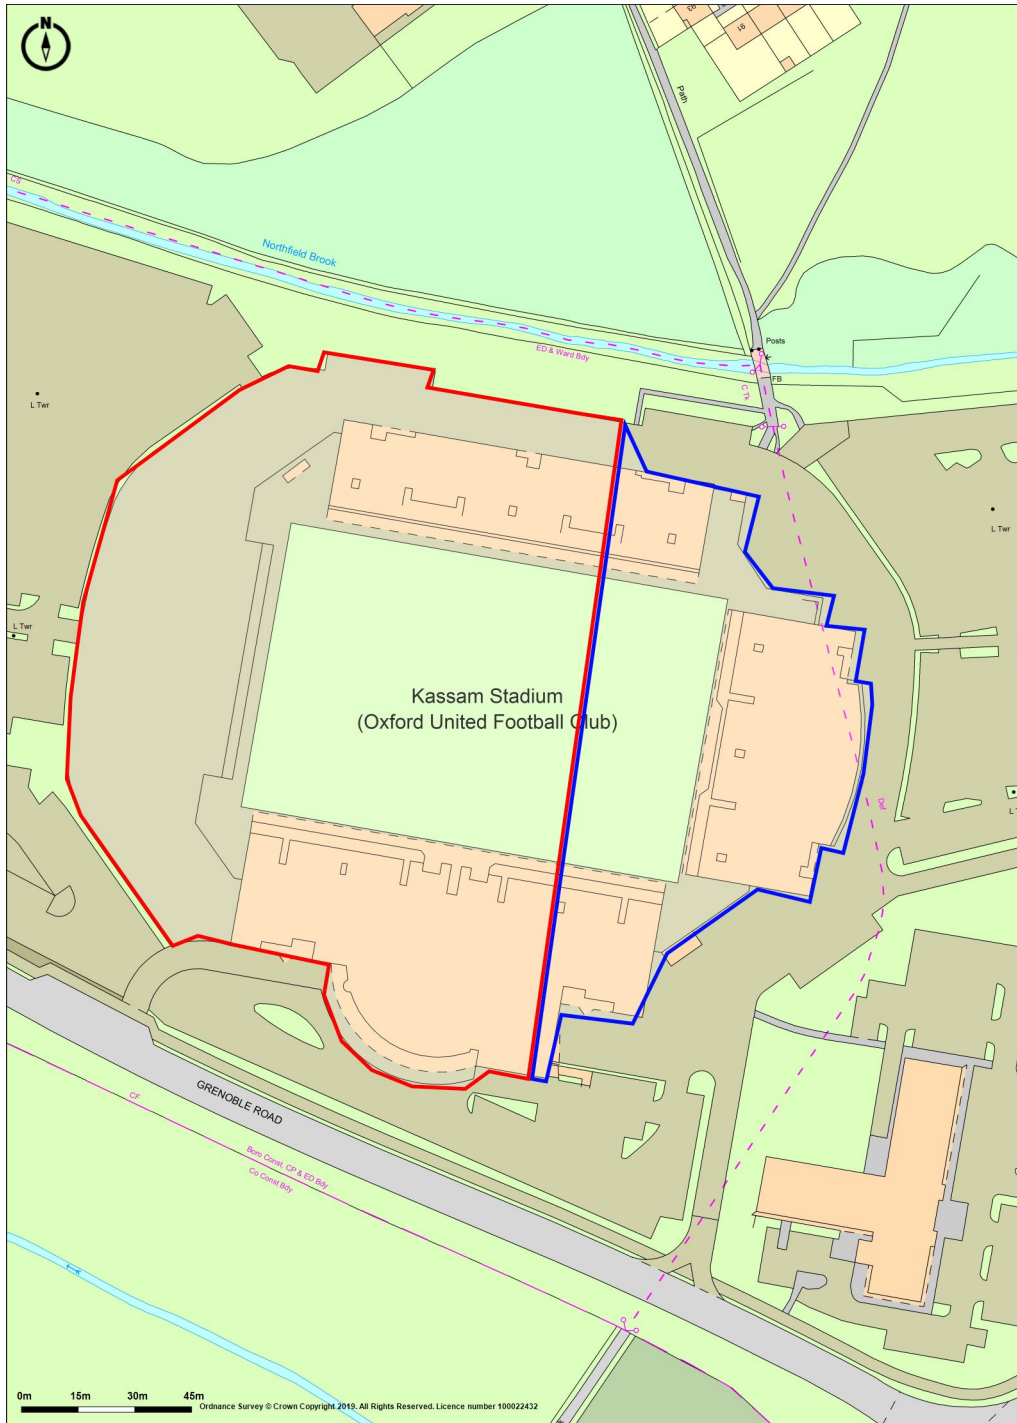 N
93
91
Path
CS
Northfield Brook
Posts
ED & Ward Bdy
FB
C Tk
L Twr
L Twr
L Twr
Kassam Stadium
(Oxford United Football Club)
Def
GRENOBLE ROAD
CF
Boro Const, CP & ED Bdy
Co Const Bdy
0m 15m 30m 45m
Ordnance Survey © Crown Copyright 2019. All Rights Reserved. Licence number 100022432